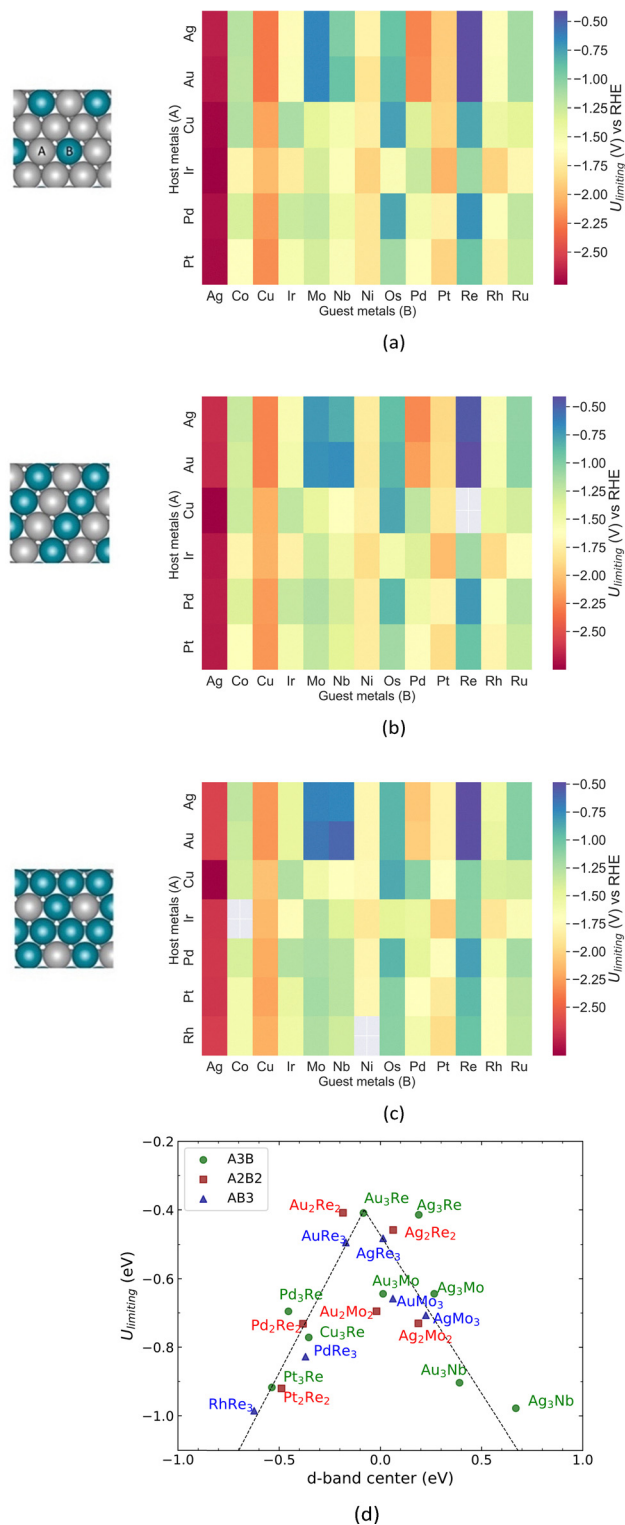 A
B
Ag
Au
Cu
Ir
Pd
Pt
Host metals (A)
Ag Co Cu Ir Mo Nb Ni Os Pd Pt Re Rh Ru
Guest metals (B)
−0.50
−0.75
−1.00
−1.25
−1.50
−1.75
−2.00
−2.25
−2.50
Ulimiting (V) vs RHE
(a)
Ag
Au
Cu
Ir
Pd
Pt
Host metals (A)
Ag Co Cu Ir Mo Nb Ni Os Pd Pt Re Rh Ru
Guest metals (B)
−0.50
−0.75
−1.00
−1.25
−1.50
−1.75
−2.00
−2.25
−2.50
Ulimiting (V) vs RHE
(b)
Ag
Au
Cu
Ir
Pd
Pt
Rh
Host metals (A)
Ag Co Cu Ir Mo Nb Ni Os Pd Pt Re Rh Ru
Guest metals (B)
−0.50
−0.75
−1.00
−1.25
−1.50
−1.75
−2.00
−2.25
−2.50
Ulimiting (V) vs RHE
(c)
−0.2
−0.4
−0.6
−0.8
−1.0
Ulimiting (eV)
A3B
A2B2
AB3
Au₂Re₂
Au₃Re
Ag₃Re
AuRe₃
AgRe₃
Ag₂Re₂
Pd₃Re
Au₃Mo
Ag₃Mo
Au₂Mo₂
AuMo₃
AgMo₃
Pd₂Re₂
Cu₃Re
Ag₂Mo₂
PdRe₃
Pt₃Re
Au₃Nb
RhRe₃
Pt₂Re₂
Ag₃Nb
−1.0 −0.5 0.0 0.5 1.0
d-band center (eV)
(d)